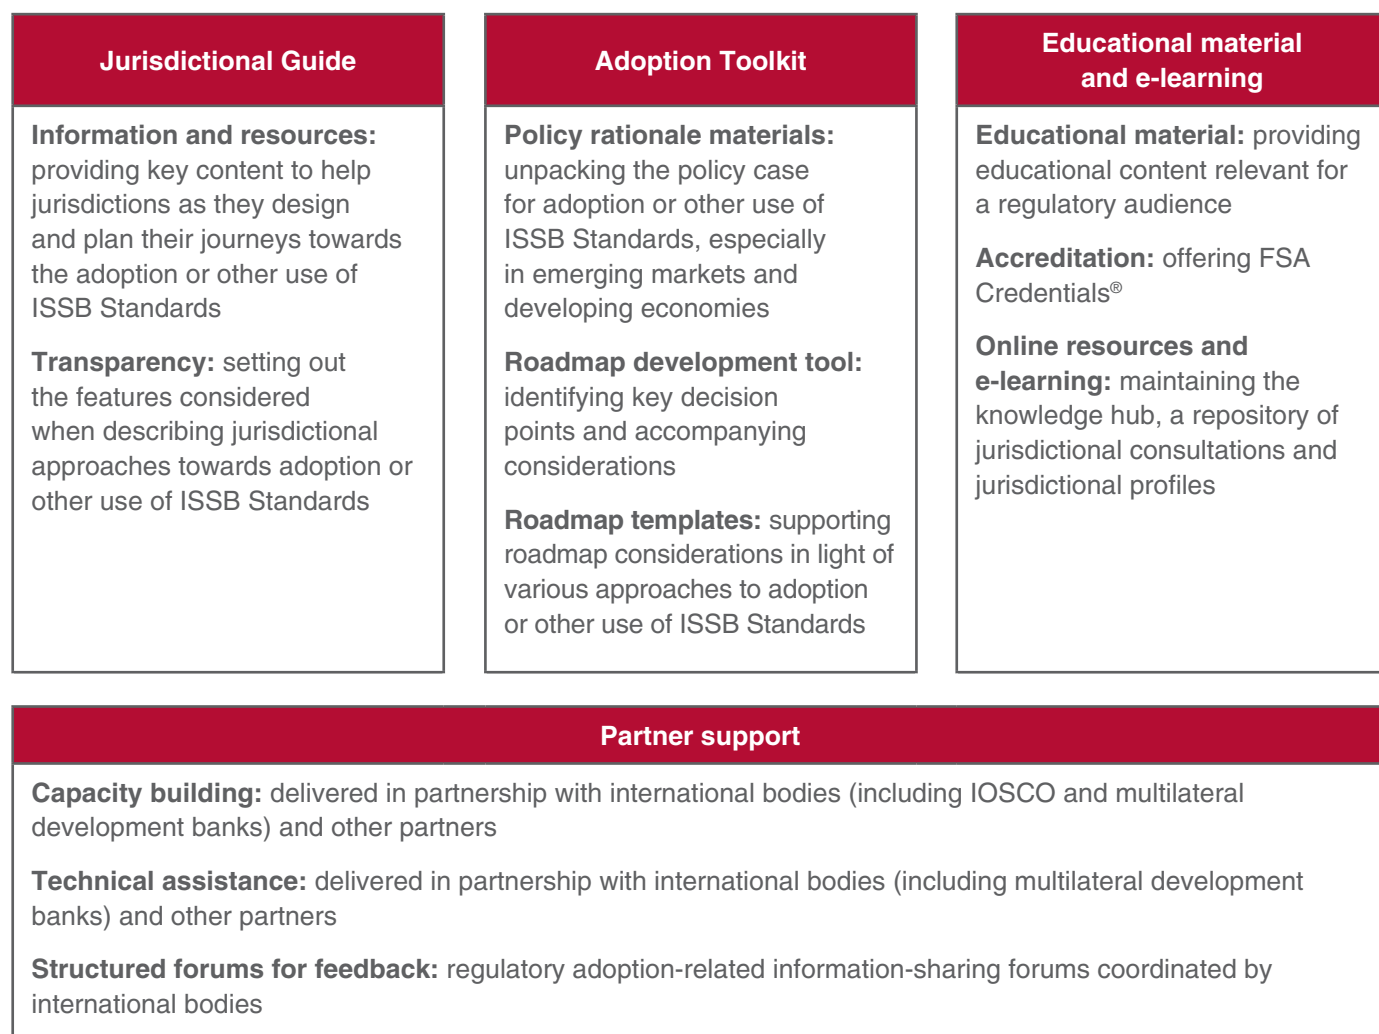 Jurisdictional Guide
Information and resources:
providing key content to help
jurisdictions as they design
and plan their journeys towards
the adoption or other use of
ISSB Standards
Transparency: setting out
the features considered
when describing jurisdictional
approaches towards adoption or
other use of ISSB Standards
Adoption Toolkit
Policy rationale materials:
unpacking the policy case
for adoption or other use of
ISSB Standards, especially
in emerging markets and
developing economies
Roadmap development tool:
identifying key decision
points and accompanying
considerations
Roadmap templates: supporting
roadmap considerations in light of
various approaches to adoption
or other use of ISSB Standards
Educational material
and e-learning
Educational material: providing
educational content relevant for
a regulatory audience
Accreditation: offering FSA
Credentials®
Online resources and
e-learning: maintaining the
knowledge hub, a repository of
jurisdictional consultations and
jurisdictional profiles
Partner support
Capacity building: delivered in partnership with international bodies (including IOSCO and multilateral
development banks) and other partners
Technical assistance: delivered in partnership with international bodies (including multilateral development
banks) and other partners
Structured forums for feedback: regulatory adoption-related information-sharing forums coordinated by
international bodies